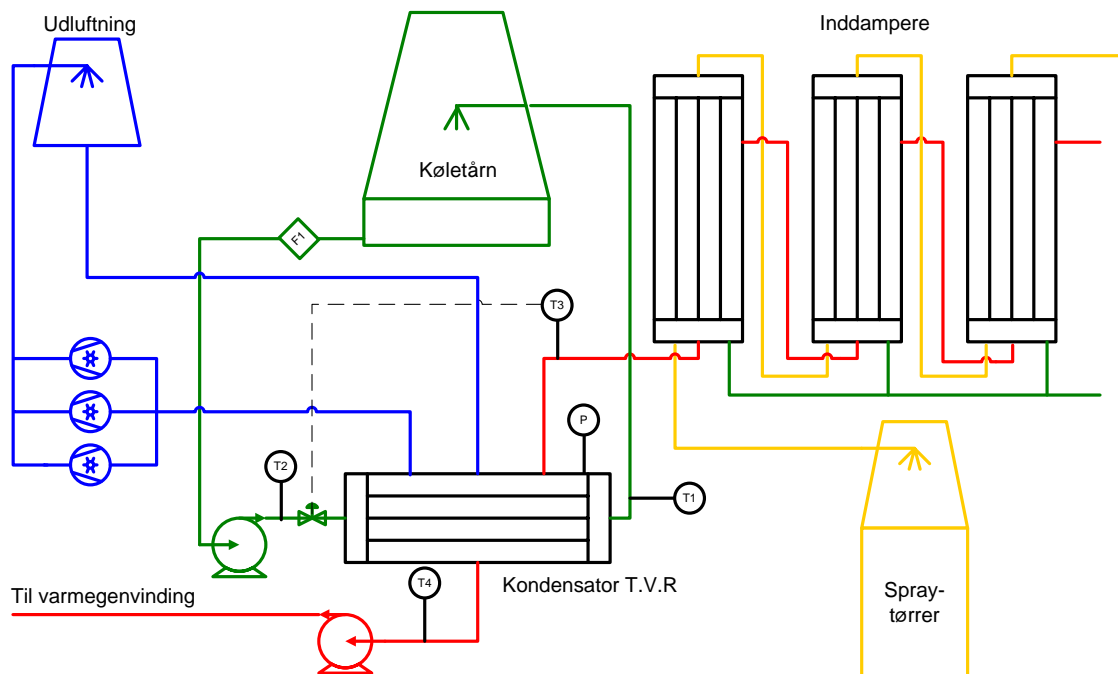 Udluftning
Inddampere
Køletårn
F1
T3
P
T2
T1
T4
Kondensator T.V.R
Til varmegenvinding
Spray-
tørrer